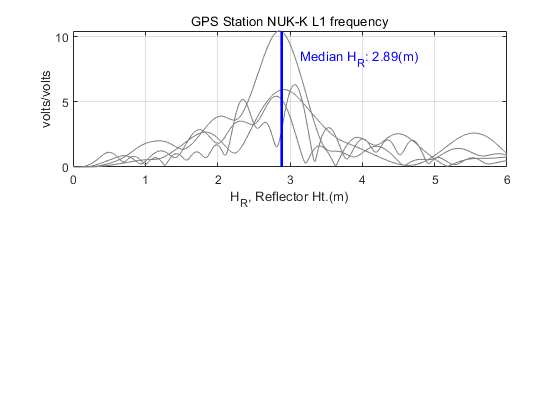 GPS Station NUK-K L1 frequency
10
5
0
volts/volts
Median H_R: 2.89(m)
0 1 2 3 4 5 6
H_R, Reflector Ht.(m)